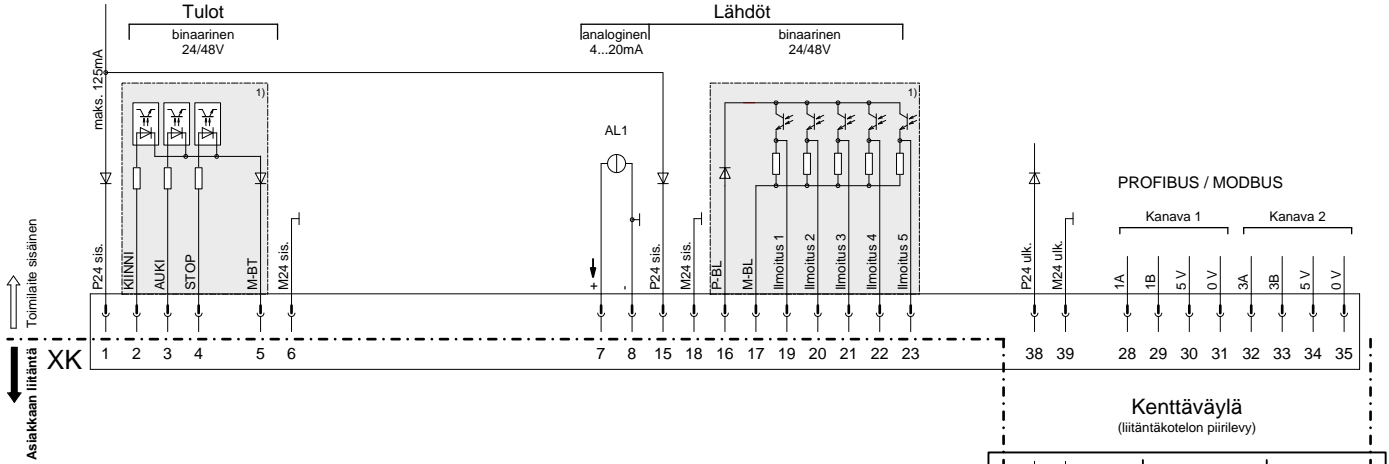 Tulot
binaarinen
24/48V
Lähdöt
analoginen
4...20mA
binaarinen
24/48V
maks. 125mA
1)
1)
AL1
PROFIBUS / MODBUS
Kanava 1
Kanava 2
P24 sis.
KIINNI
AUKI
STOP
M-BT
M24 sis.
+
-
P24 sis.
M24 sis.
P-BL
M-BL
Ilmoitus 1
Ilmoitus 2
Ilmoitus 3
Ilmoitus 4
Ilmoitus 5
P24 ulk.
M24 ulk.
1A
1B
5 V
0 V
3A
3B
5 V
0 V
Toimilaite sisäinen
Asiakkaan liitäntä
XK
1 2 3 4 5 6 7 8 15 18 16 17 19 20 21 22 23 38 39 28 29 30 31 32 33 34 35
Kenttäväylä
(liitäntäkotelon piirilevy)